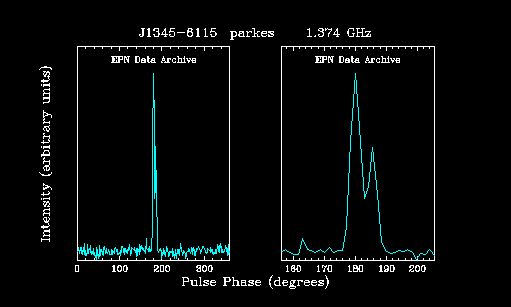 J1345-6115 parkes 1.374 GHz
EPN Data Archive EPN Data Archive
Intensity (arbitrary units)
0 100 200 300 160 170 180 190 200
Pulse Phase (degrees)